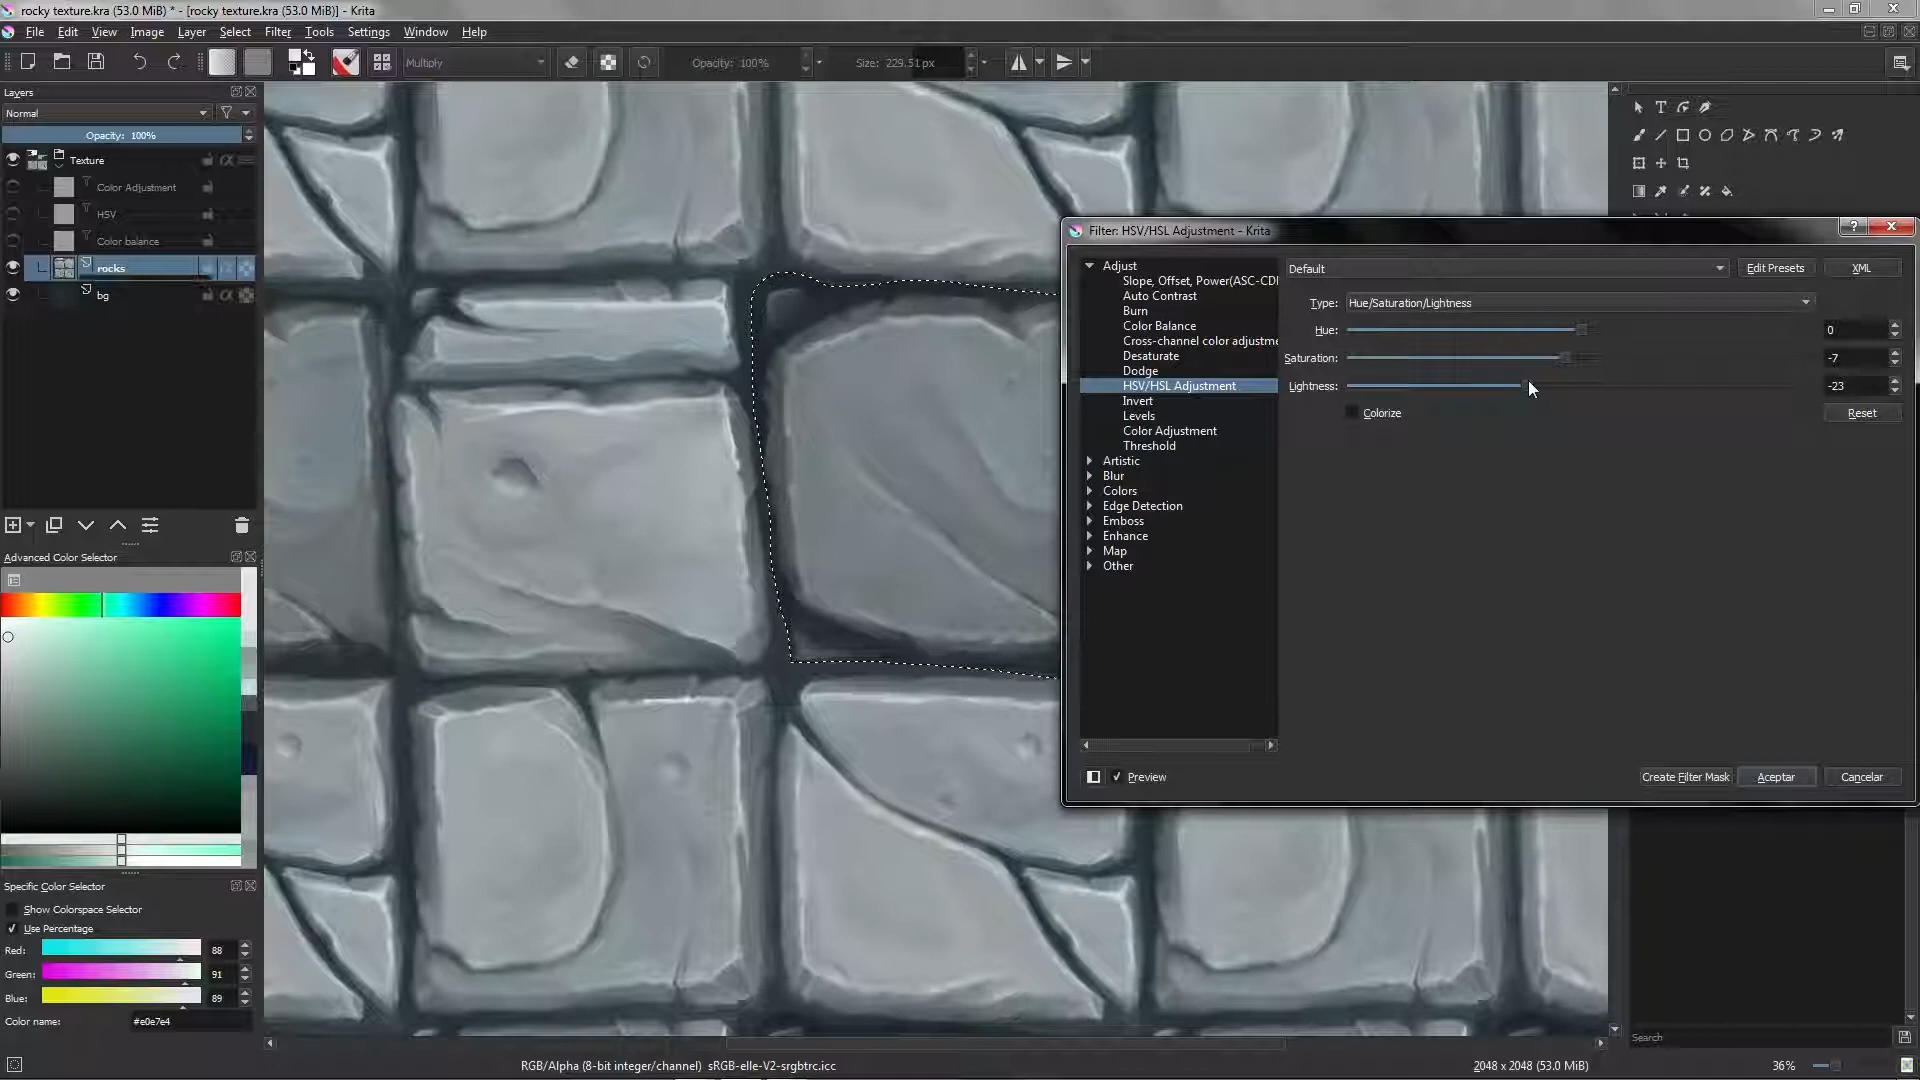 rocky texture.kra (53.0 MiB) * - [rocky texture.kra (53.0 MiB)] - Krita
File Edit View Image Layer Select Filter Tools Settings Window Help
Multiply Opacity: 100% Size: 229.51 px
Layers
Normal
Opacity: 100%
Texture
Color Adjustment
HSV
Color balance
rocks
bg
Advanced Color Selector
Specific Color Selector
Show Colorspace Selector
Use Percentage
Red: 88
Green: 91
Blue: 89
Color name: #e0e7e4
Filter: HSV/HSL Adjustment - Krita
Adjust
Slope, Offset, Power(ASC-CDI
Auto Contrast
Burn
Color Balance
Cross-channel color adjustme
Desaturate
Dodge
HSV/HSL Adjustment
Invert
Levels
Color Adjustment
Threshold
Artistic
Blur
Colors
Edge Detection
Emboss
Enhance
Map
Other
Default Edit Presets XML
Type: Hue/Saturation/Lightness
Hue: 0
Saturation: -7
Lightness: -23
Colorize Reset
Preview Create Filter Mask Aceptar Cancelar
Search
RGB/Alpha (8-bit integer/channel) sRGB-elle-V2-srgbtrc.icc 2048 x 2048 (53.0 MiB) 36%